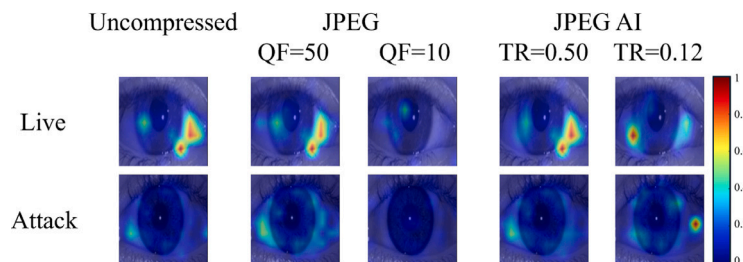 Uncompressed JPEG JPEG AI
QF=50 QF=10 TR=0.50 TR=0.12
Live
Attack
1
0